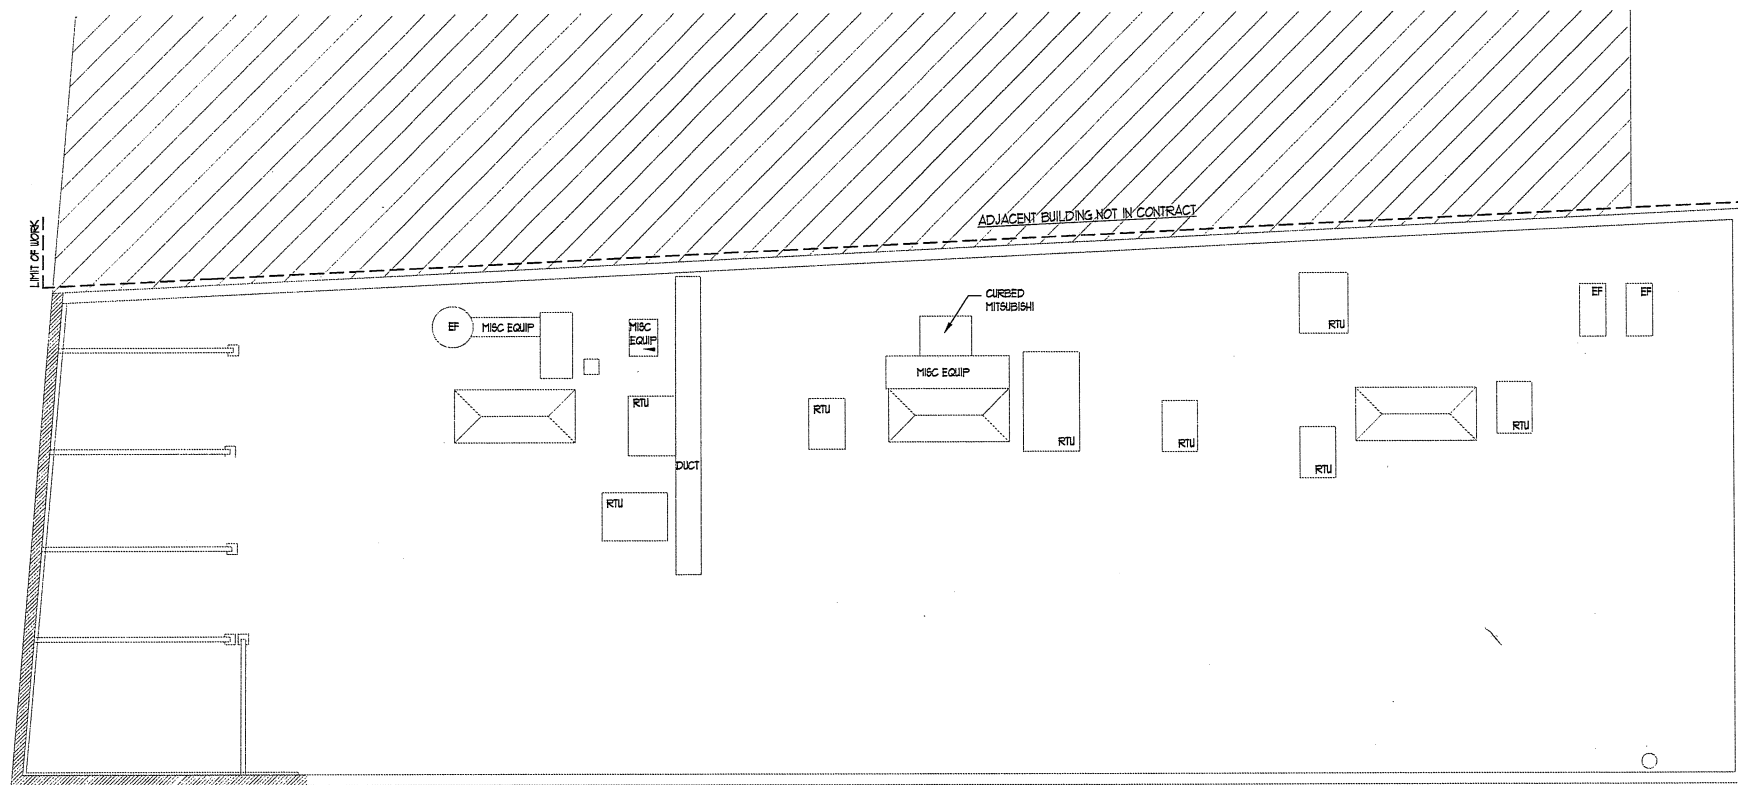 LIMIT OF WORK
ADJACENT BUILDING NOT IN CONTRACT
CURBED
MITSUBISHI
EF
MISC EQUIP
MISC
EQUIP
RTU
EF
EF
MISC EQUIP
RTU
RTU
RTU
RTU
RTU
RTU
RTU
DUCT
RTU